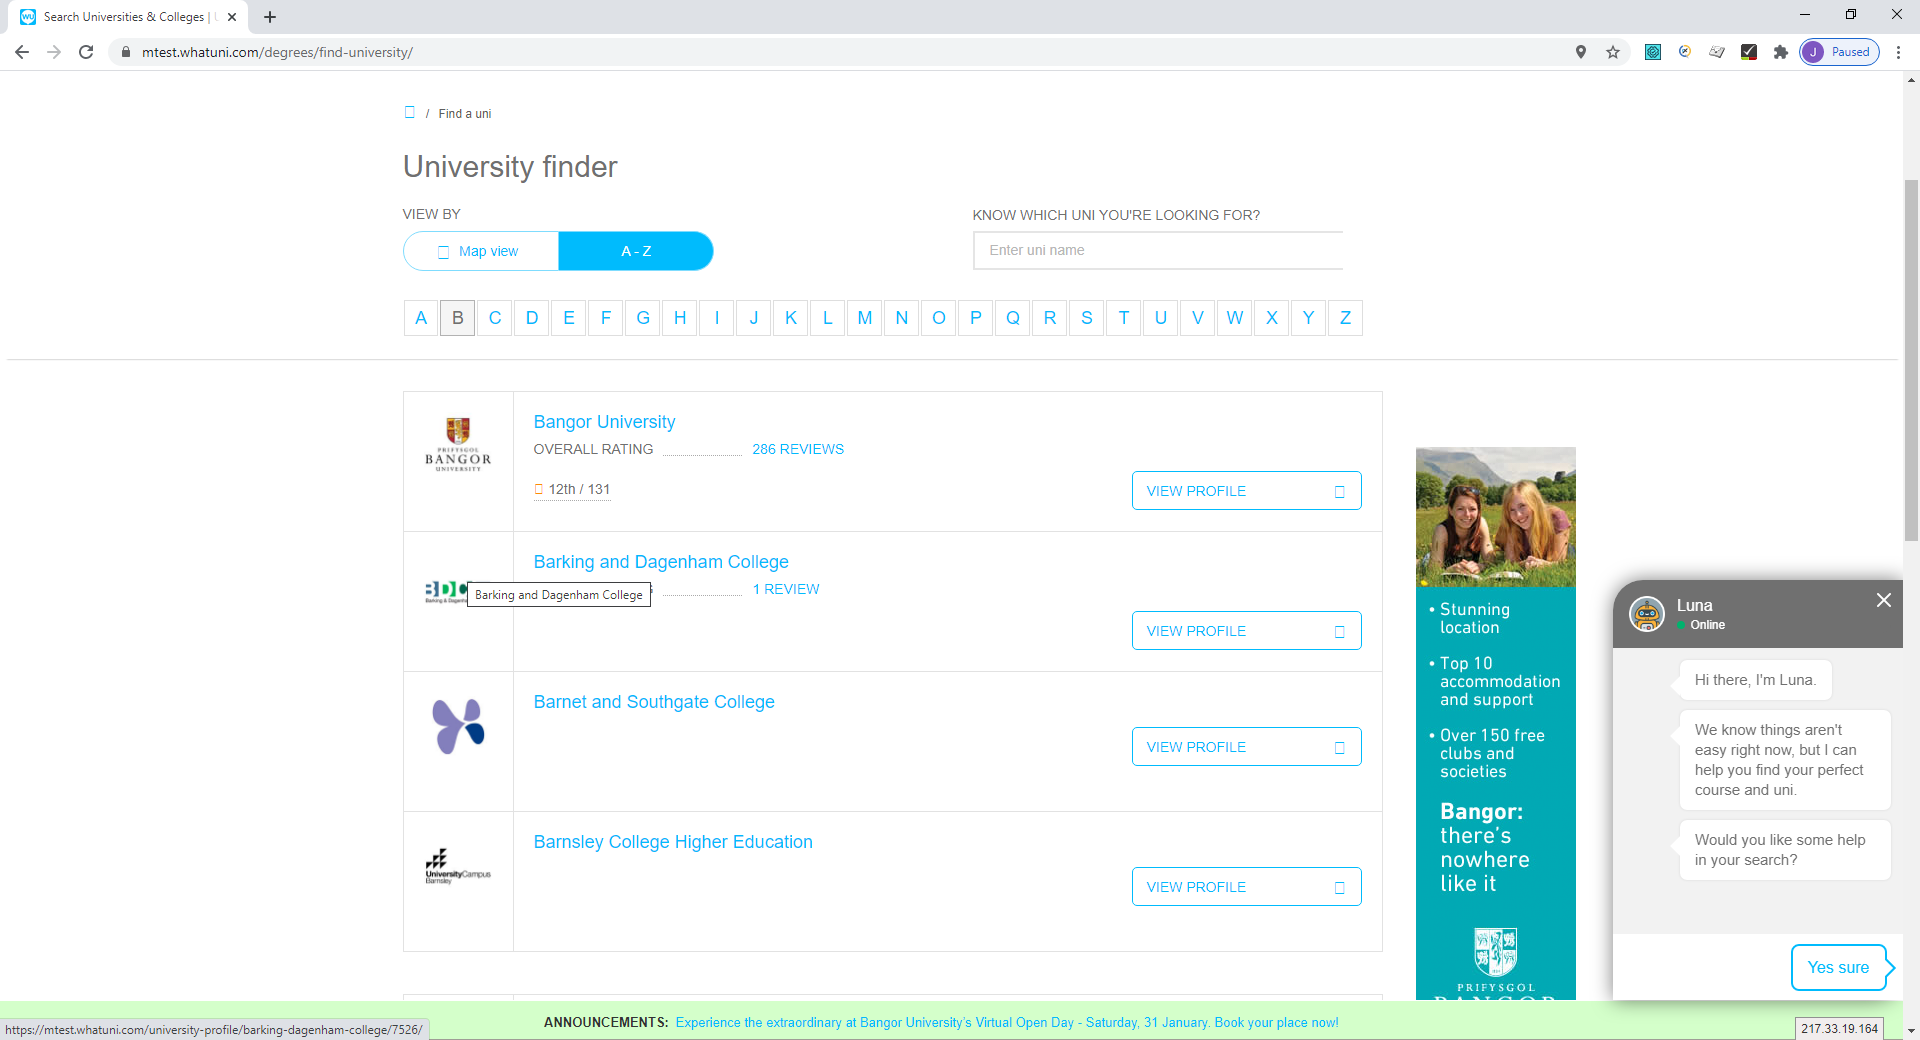 Search Universities & Colleges |
mtest.whatuni.com/degrees/find-university/
J Paused
/ Find a uni
University finder
VIEW BY
Map view
A - Z
KNOW WHICH UNI YOU'RE LOOKING FOR?
Enter uni name
A B C D E F G H I J K L M N O P Q R S T U V W X Y Z
PRIFYSGOL
BANGOR
UNIVERSITY
Bangor University
OVERALL RATING
286 REVIEWS
12th / 131
VIEW PROFILE
Barking and Dagenham College
Barking and Dagenham College
1 REVIEW
VIEW PROFILE
Barnet and Southgate College
VIEW PROFILE
UniversityCampus
Barnsley
Barnsley College Higher Education
VIEW PROFILE
• Stunning
location
• Top 10
accommodation
and support
• Over 150 free
clubs and
societies
Bangor:
there's
nowhere
like it
PRIFYSGOL
BANGOR
Luna
Online
Hi there, I'm Luna.
We know things aren't
easy right now, but I can
help you find your perfect
course and uni.
Would you like some help
in your search?
Yes sure
ANNOUNCEMENTS: Experience the extraordinary at Bangor University's Virtual Open Day - Saturday, 31 January. Book your place now!
https://mtest.whatuni.com/university-profile/barking-dagenham-college/7526/
217.33.19.164